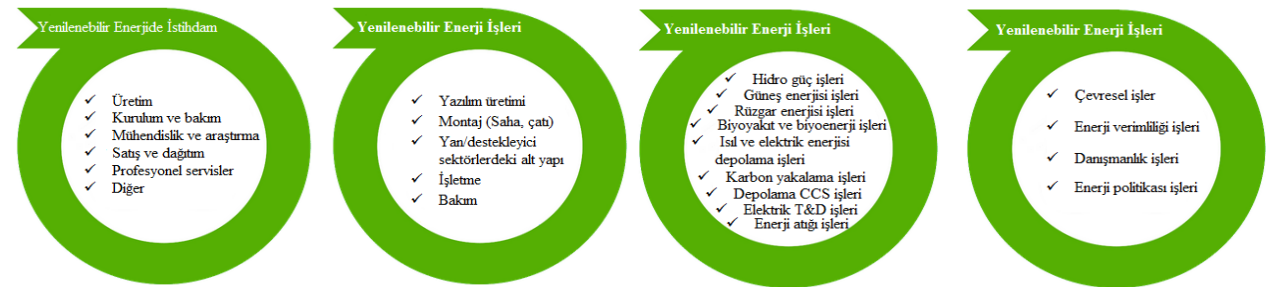 Yenilenebilir Enerjide İstihdam
✓ Üretim
✓ Kurulum ve bakım
✓ Mühendislik ve araştırma
✓ Satış ve dağıtım
✓ Profesyonel servisler
✓ Diğer
Yenilenebilir Enerji İşleri
✓ Yazılım üretimi
✓ Montaj (Saha, çatı)
✓ Yan/destekleyici
sektörlerdeki alt yapı
✓ İşletme
✓ Bakım
Yenilenebilir Enerji İşleri
✓ Hidro güç işleri
✓ Güneş enerjisi işleri
✓ Rüzgar enerjisi işleri
✓ Biyoyakıt ve biyoenerji işleri
✓ Isıl ve elektrik enerjisi
depolama işleri
✓ Karbon yakalama işleri
✓ Depolama CCS işleri
✓ Elektrik T&D işleri
✓ Enerji atığı işleri
Yenilenebilir Enerji İşleri
✓ Çevresel işler
✓ Enerji verimliliği işleri
✓ Danışmanlık işleri
✓ Enerji politikası işleri